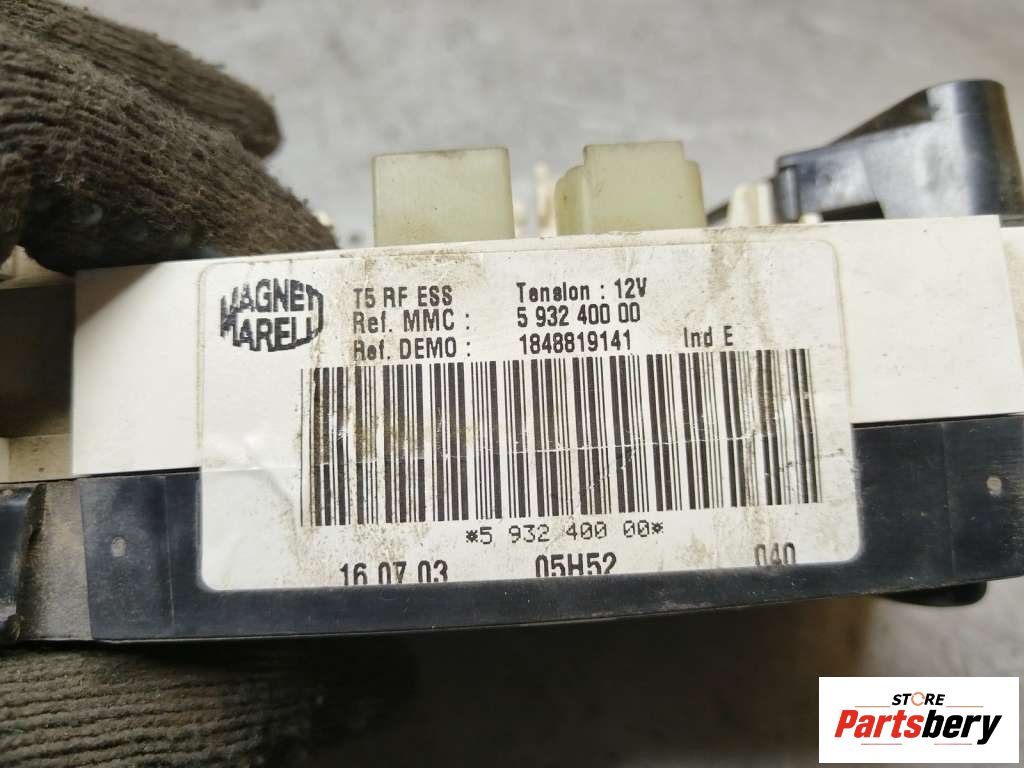 MAGNETI
MARELLI
T5 RF ESS Tension : 12V
Ref. MMC : 5 932 400 00
Ref. DEMO : 1848819141 Ind E
*5 932 400 00*
16 07 03 05H52 040
STORE
Partsbery